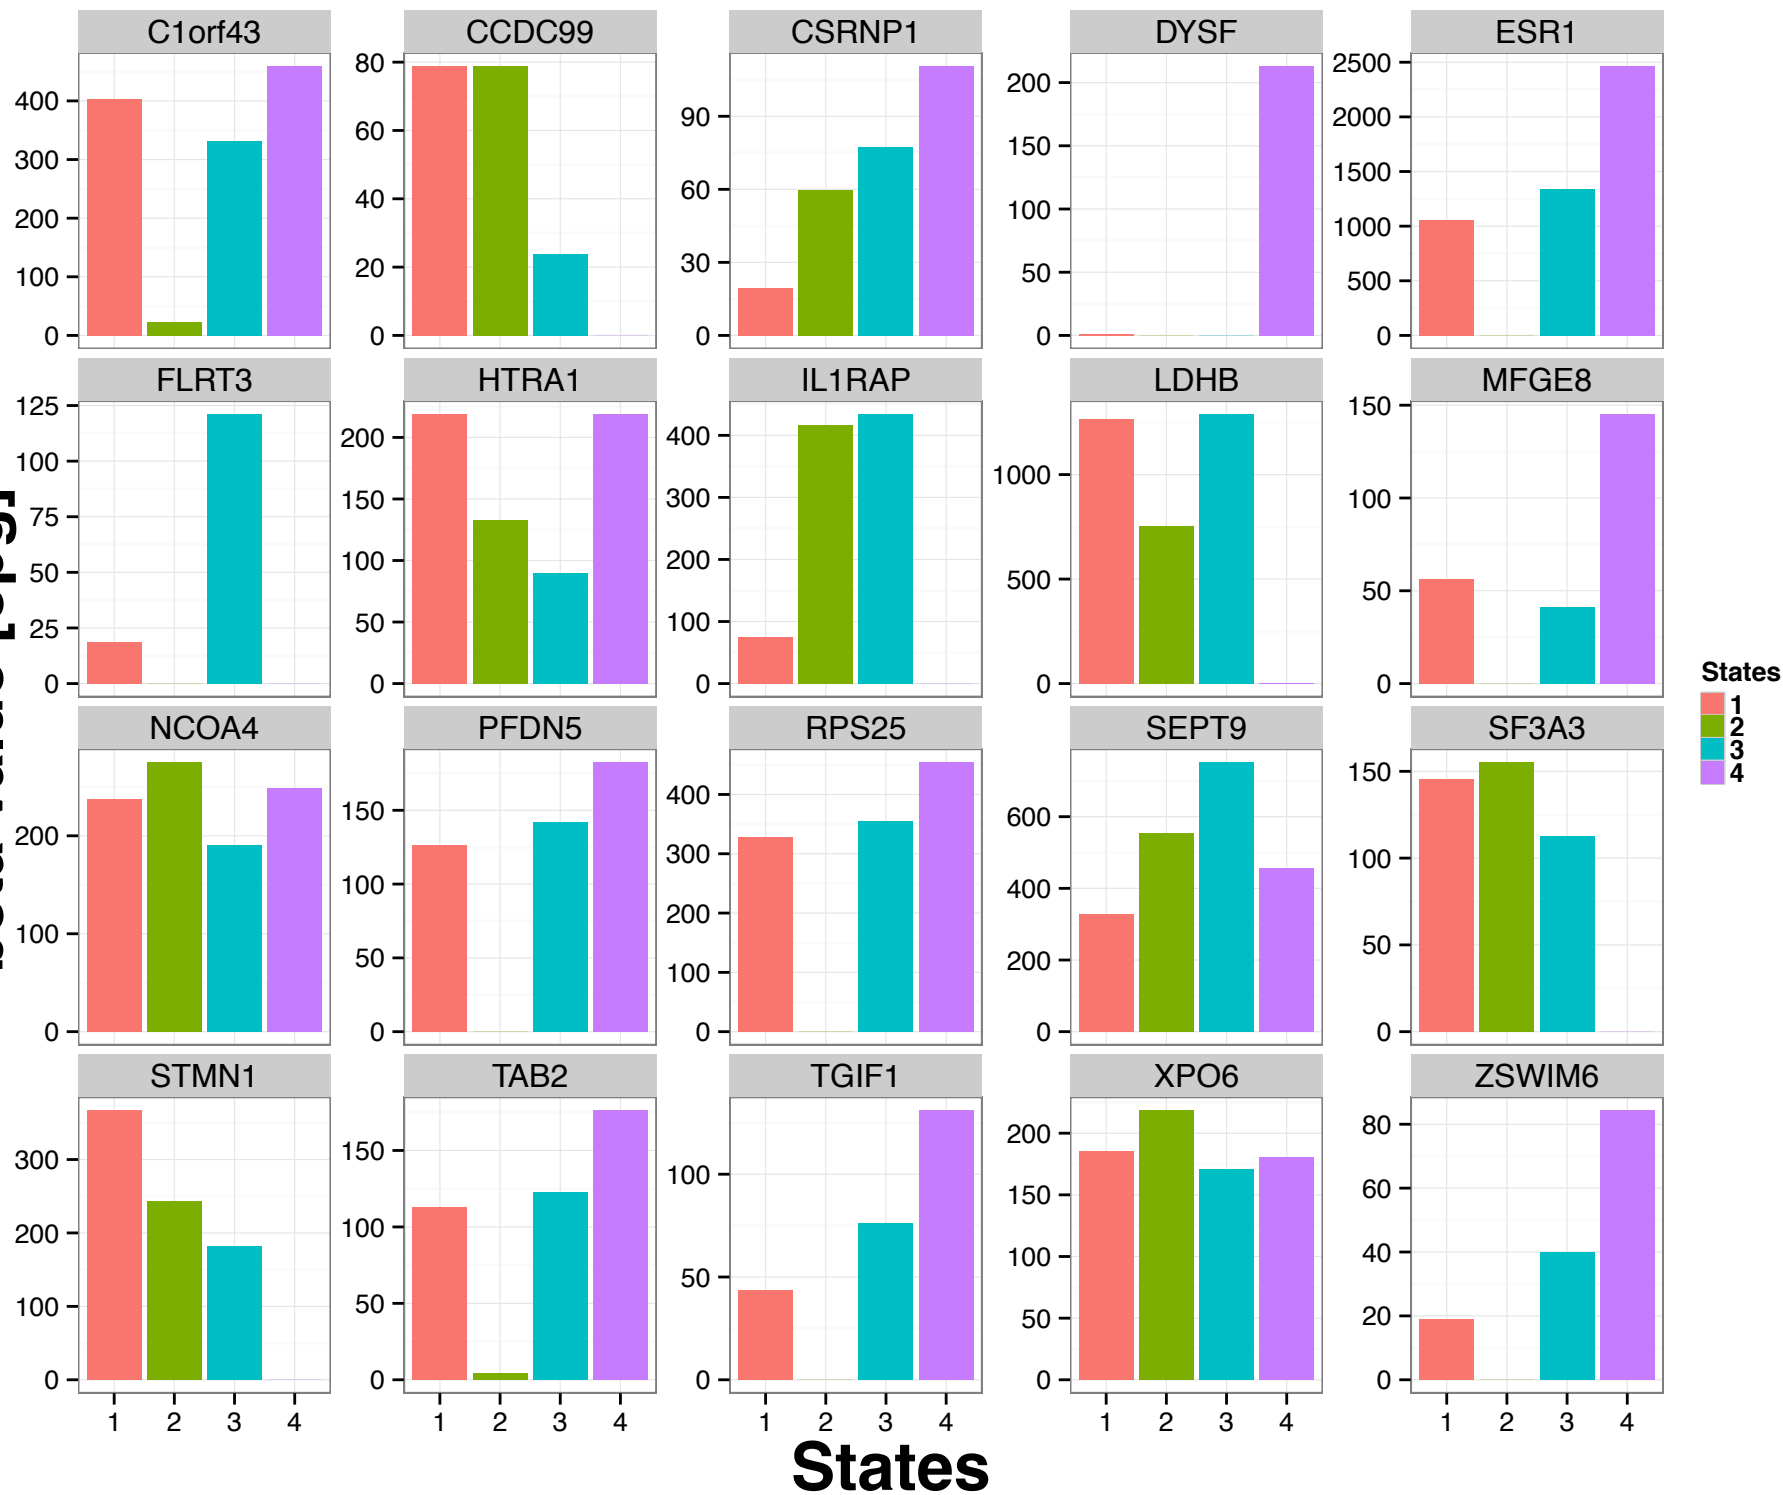 C1orf43 CCDC99 CSRNP1 DYSF ESR1
0 100 200 300 400
0 20 40 60 80
0 30 60 90
0 50 100 150 200
0 500 1000 1500 2000 2500
FLRT3 HTRA1 IL1RAP LDHB MFGE8
0 25 50 75 100 125
0 50 100 150 200
0 100 200 300 400
0 500 1000
0 50 100 150
NCOA4 PFDN5 RPS25 SEPT9 SF3A3
0 100 200
0 50 100 150
0 100 200 300 400
0 200 400 600
0 50 100 150
STMN1 TAB2 TGIF1 XPO6 ZSWIM6
0 100 200 300
0 50 100 150
0 50 100
0 50 100 150 200
0 20 40 60 80
1 2 3 4 1 2 3 4 1 2 3 4 1 2 3 4 1 2 3 4
States
States
1
2
3
4